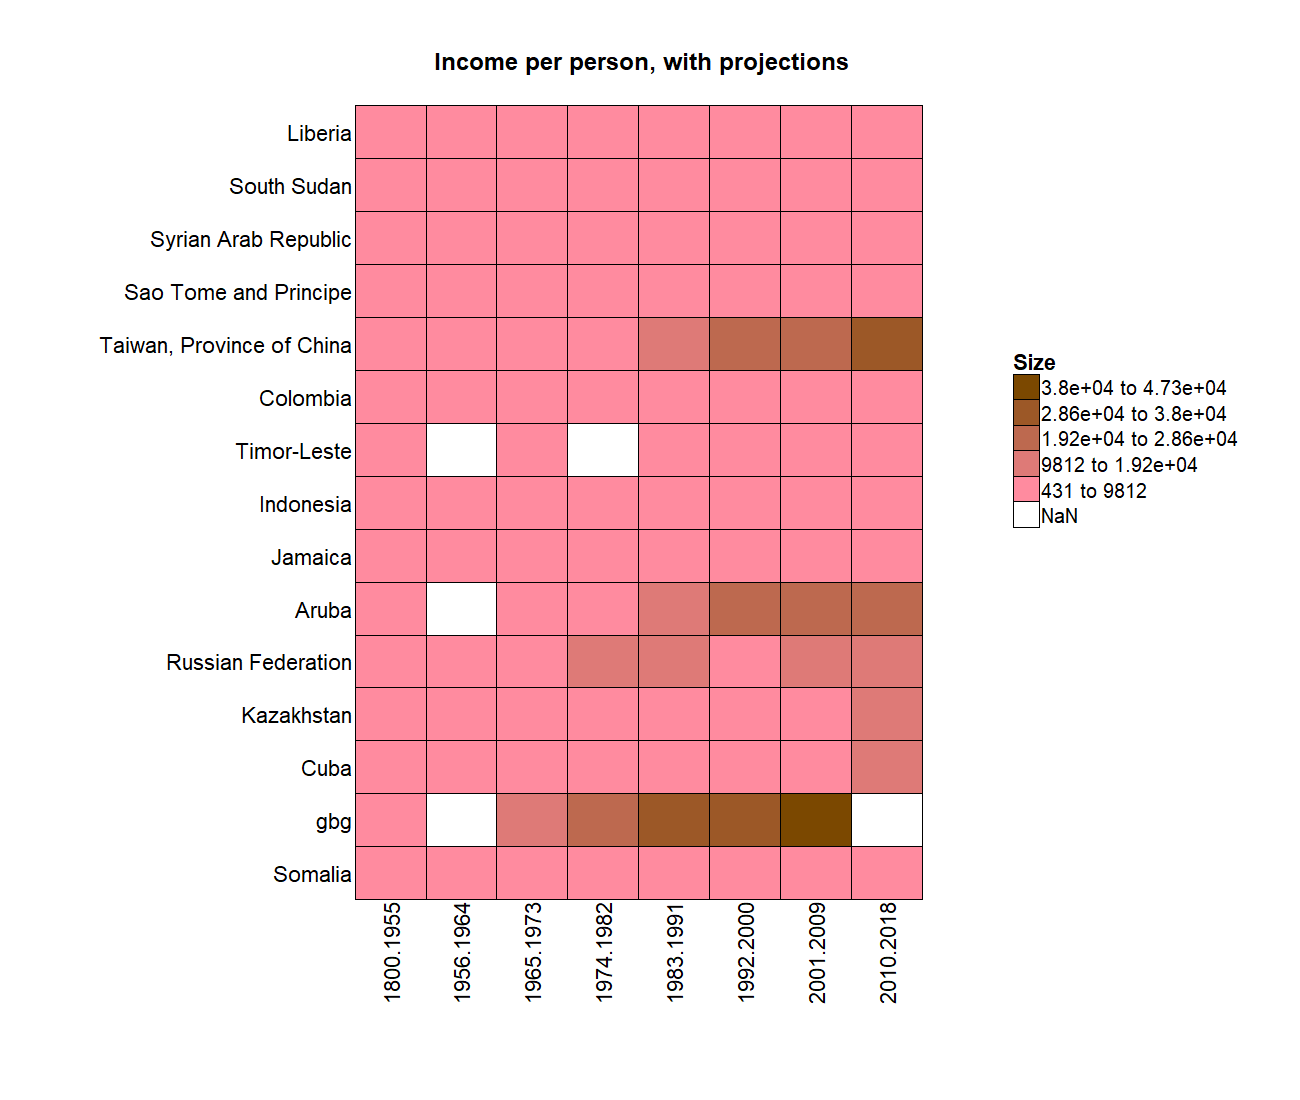 Income per person, with projections
Liberia
South Sudan
Syrian Arab Republic
Sao Tome and Principe
Taiwan, Province of China
Colombia
Timor-Leste
Indonesia
Jamaica
Aruba
Russian Federation
Kazakhstan
Cuba
gbg
Somalia
1800.1955
1956.1964
1965.1973
1974.1982
1983.1991
1992.2000
2001.2009
2010.2018
Size
3.8e+04 to 4.73e+04
2.86e+04 to 3.8e+04
1.92e+04 to 2.86e+04
9812 to 1.92e+04
431 to 9812
NaN